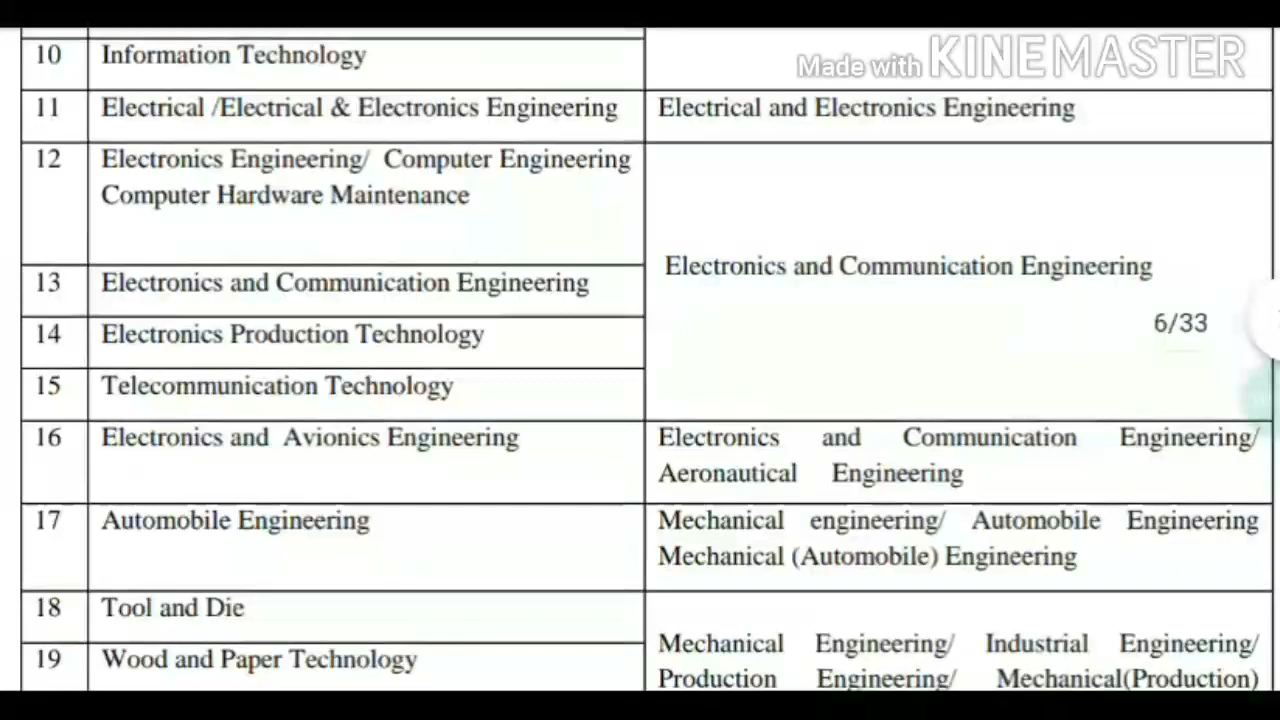 10 Information Technology
Made with KINEMASTER
11 Electrical /Electrical & Electronics Engineering Electrical and Electronics Engineering
12 Electronics Engineering/ Computer Engineering
Computer Hardware Maintenance
Electronics and Communication Engineering
13 Electronics and Communication Engineering
6/33
14 Electronics Production Technology
15 Telecommunication Technology
16 Electronics and Avionics Engineering Electronics and Communication Engineering/
Aeronautical Engineering
17 Automobile Engineering Mechanical engineering/ Automobile Engineering
Mechanical (Automobile) Engineering
18 Tool and Die
Mechanical Engineering/ Industrial Engineering/
19 Wood and Paper Technology
Production Engineering/ Mechanical(Production)